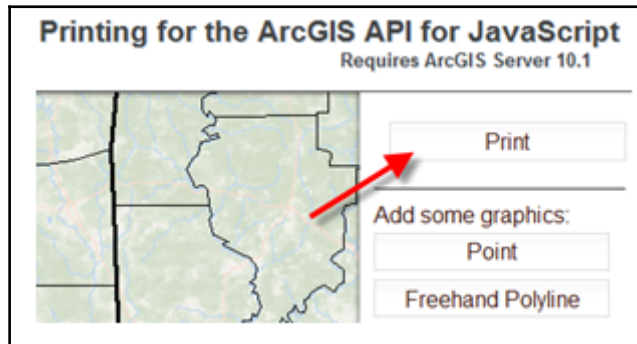 Printing for the ArcGIS API for JavaScript
Requires ArcGIS Server 10.1
Print
Add some graphics:
Point
Freehand Polyline